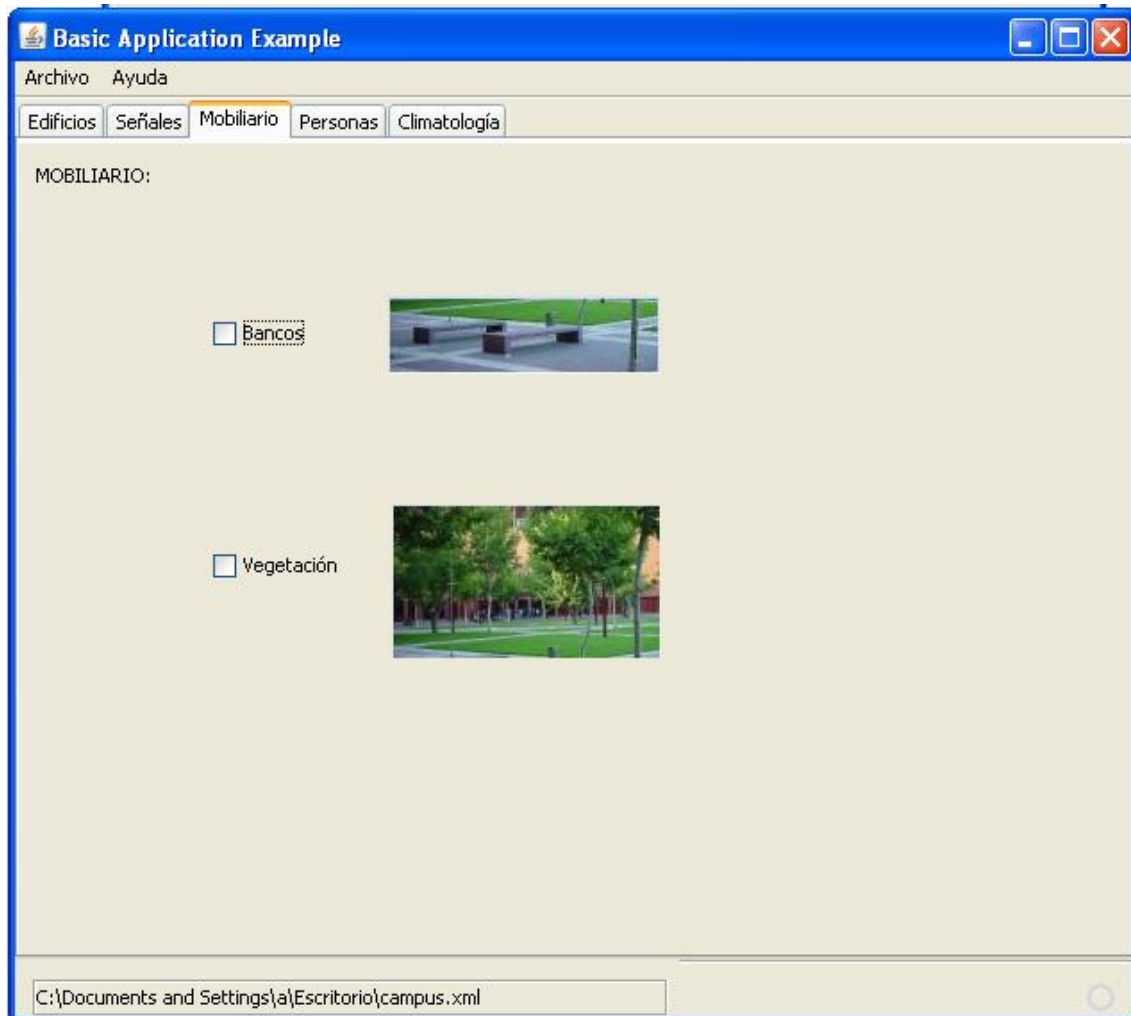 Basic Application Example
Archivo Ayuda
Edificios Señales Mobiliario Personas Climatología
MOBILIARIO:
Bancos
Vegetación
C:\Documents and Settings\a\Escritorio\campus.xml